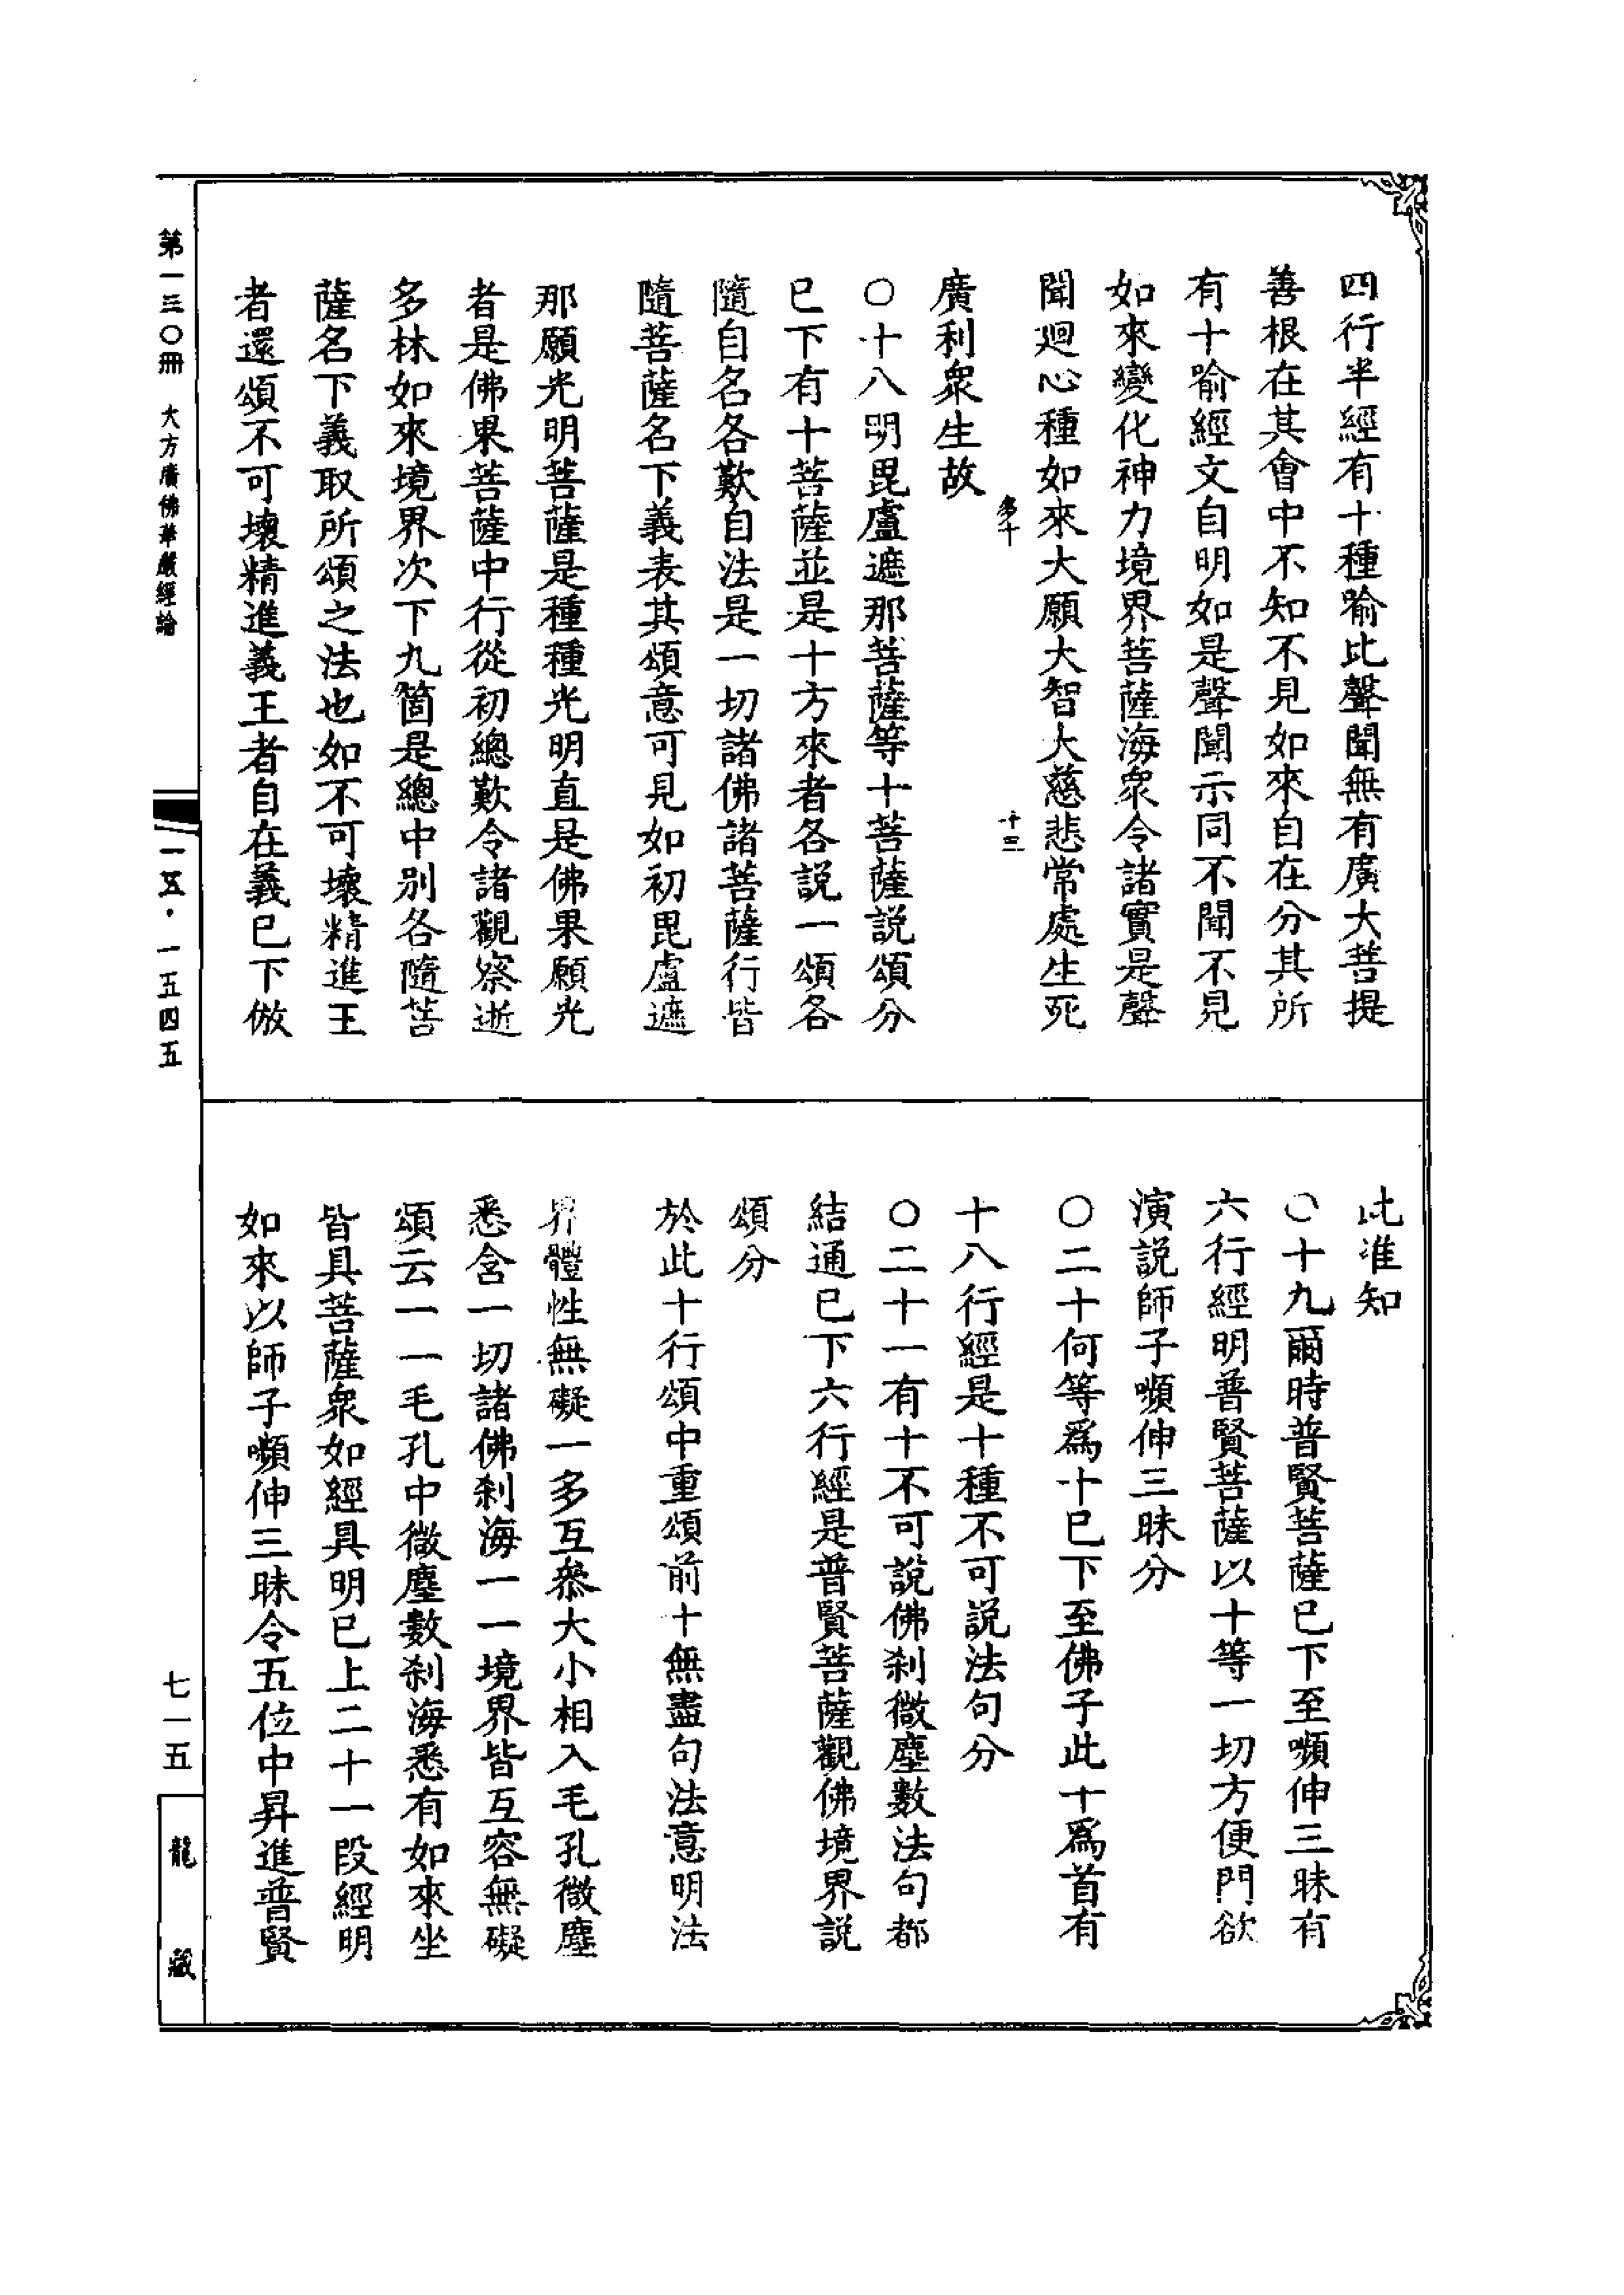 四行半經有十種喻比聲聞無有廣大菩提
善根在其會中不知不見如來自在分其所
有十喻經文自明如是聲聞示同不聞不見
如來變化神力境界菩薩海眾令諸實是聲
聞迴心種如來大願大智大慈悲常處生死
十三
廣利衆生故
〇十八明毘盧遮那菩薩等十菩薩説頌分
已下有十菩薩並是十方來者各説一頌各
隨自名各歎自法是一切諸佛諸菩薩行皆
隨菩薩名下義表其頌意可見如初毘盧遮
那願光明菩薩是種種光明直是佛果願光
者是佛果菩薩中行從初總歎令諸觀察逝
多林如來境界次下九箇是總中別各隨菩
薩名下義取所頌之法也如不可壞精進王
者還頌不可壞精進義王者自在義已下倣
此准知
〇十九爾時普賢菩薩已下至嚬伸三昧有
六行經明普賢菩薩以十等一切方便門欲
演説師子嚬伸三昧分
〇二十何等為十已下至佛子此十為首有
十八行經是十種不可説法句分
〇二十一有十不可説佛刹微塵數法句都
結通已下六行經是普賢菩薩觀佛境界説
頌分
於此十行頌中重頌前十無盡句法意明法
界體性無礙一多互參大小相入毛孔微塵
悉含一切諸佛刹海一一境界皆互容無礙
頌云一一毛孔中微塵數刹海悉有如來坐
皆具菩薩衆如經具明已上二十一段經明
如來以師子嚬伸三昧令五位中昇進普賢
第一三〇冊 大方廣佛華嚴經論
一五四五
七一五
龍藏